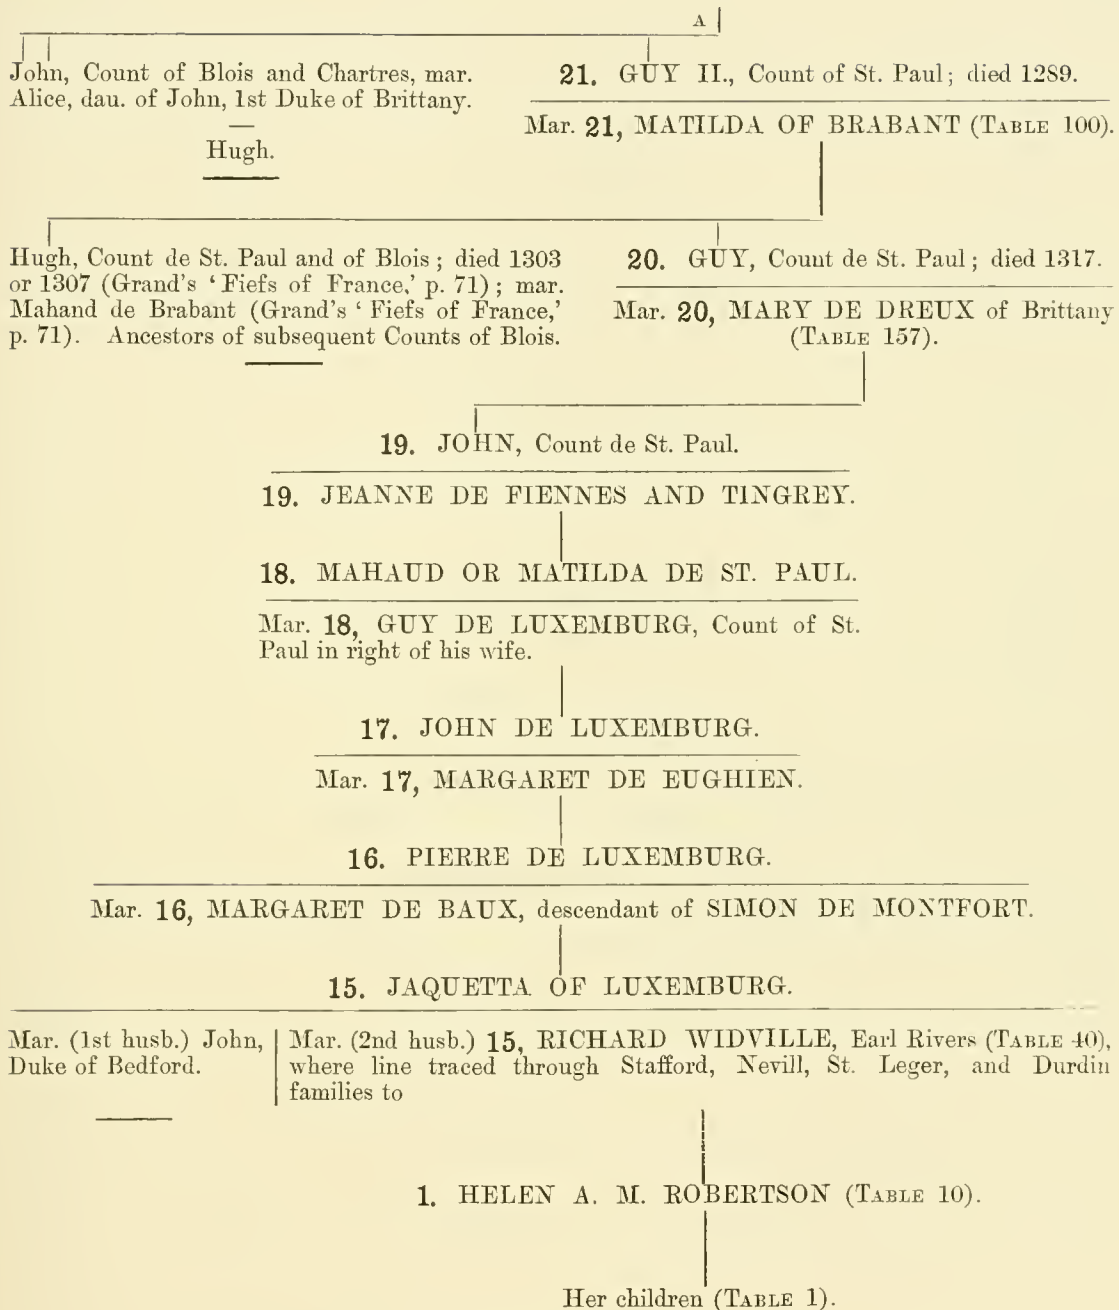 A
John, Count of Blois and Chartres, mar.
Alice, dau. of John, 1st Duke of Brittany.
—
Hugh.
21. GUY II., Count of St. Paul; died 1289.
Mar. 21, MATILDA OF BRABANT (TABLE 100).
Hugh, Count de St. Paul and of Blois; died 1303
or 1307 (Grand's ‘Fiefs of France,’ p. 71); mar.
Mahand de Brabant (Grand's ‘Fiefs of France,’
p. 71). Ancestors of subsequent Counts of Blois.
20. GUY, Count de St. Paul; died 1317.
Mar. 20, MARY DE DREUX of Brittany
(TABLE 157).
19. JOHN, Count de St. Paul.
19. JEANNE DE FIENNES AND TINGREY.
18. MAHAUD OR MATILDA DE ST. PAUL.
Mar. 18, GUY DE LUXEMBURG, Count of St.
Paul in right of his wife.
17. JOHN DE LUXEMBURG.
Mar. 17, MARGARET DE EUGHIEN.
16. PIERRE DE LUXEMBURG.
Mar. 16, MARGARET DE BAUX, descendant of SIMON DE MONTFORT.
15. JAQUETTA OF LUXEMBURG.
Mar. (1st husb.) John,
Duke of Bedford.
Mar. (2nd husb.) 15, RICHARD WIDVILLE, Earl Rivers (TABLE 40),
where line traced through Stafford, Nevill, St. Leger, and Durdin
families to
1. HELEN A. M. ROBERTSON (TABLE 10).
Her children (TABLE 1).